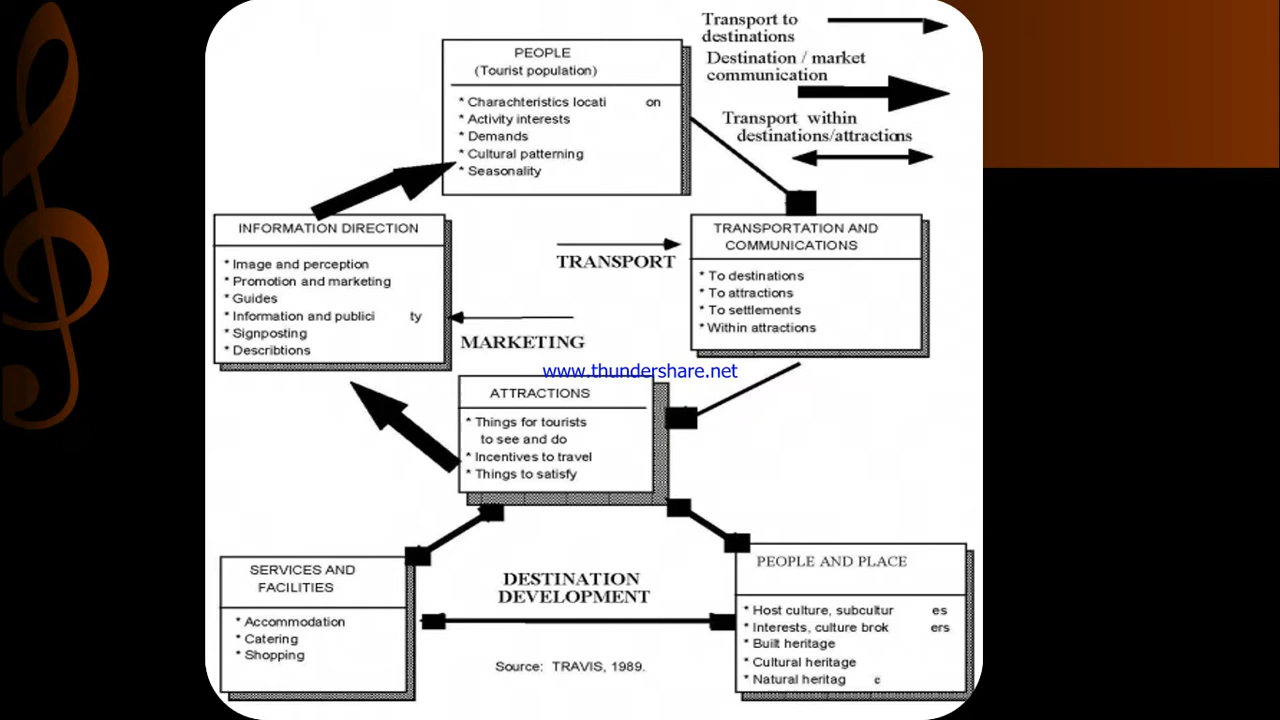 PEOPLE
(Tourist population)
* Charachteristics locati on
* Activity interests
* Demands
* Cultural patterning
* Seasonality
Transport to
destinations
Destination / market
communication
Transport within
destinations/attractions
INFORMATION DIRECTION
* Image and perception
* Promotion and marketing
* Guides
* Information and publici ty
* Signposting
* Describtions
TRANSPORT
MARKETING
TRANSPORTATION AND
COMMUNICATIONS
* To destinations
* To attractions
* To settlements
* Within attractions
www.thundershare.net
ATTRACTIONS
* Things for tourists
to see and do
* Incentives to travel
* Things to satisfy
SERVICES AND
FACILITIES
* Accommodation
* Catering
* Shopping
DESTINATION
DEVELOPMENT
Source: TRAVIS, 1989.
PEOPLE AND PLACE
* Host culture, subcultur es
* Interests, culture brok ers
* Built heritage
* Cultural heritage
* Natural heritag e